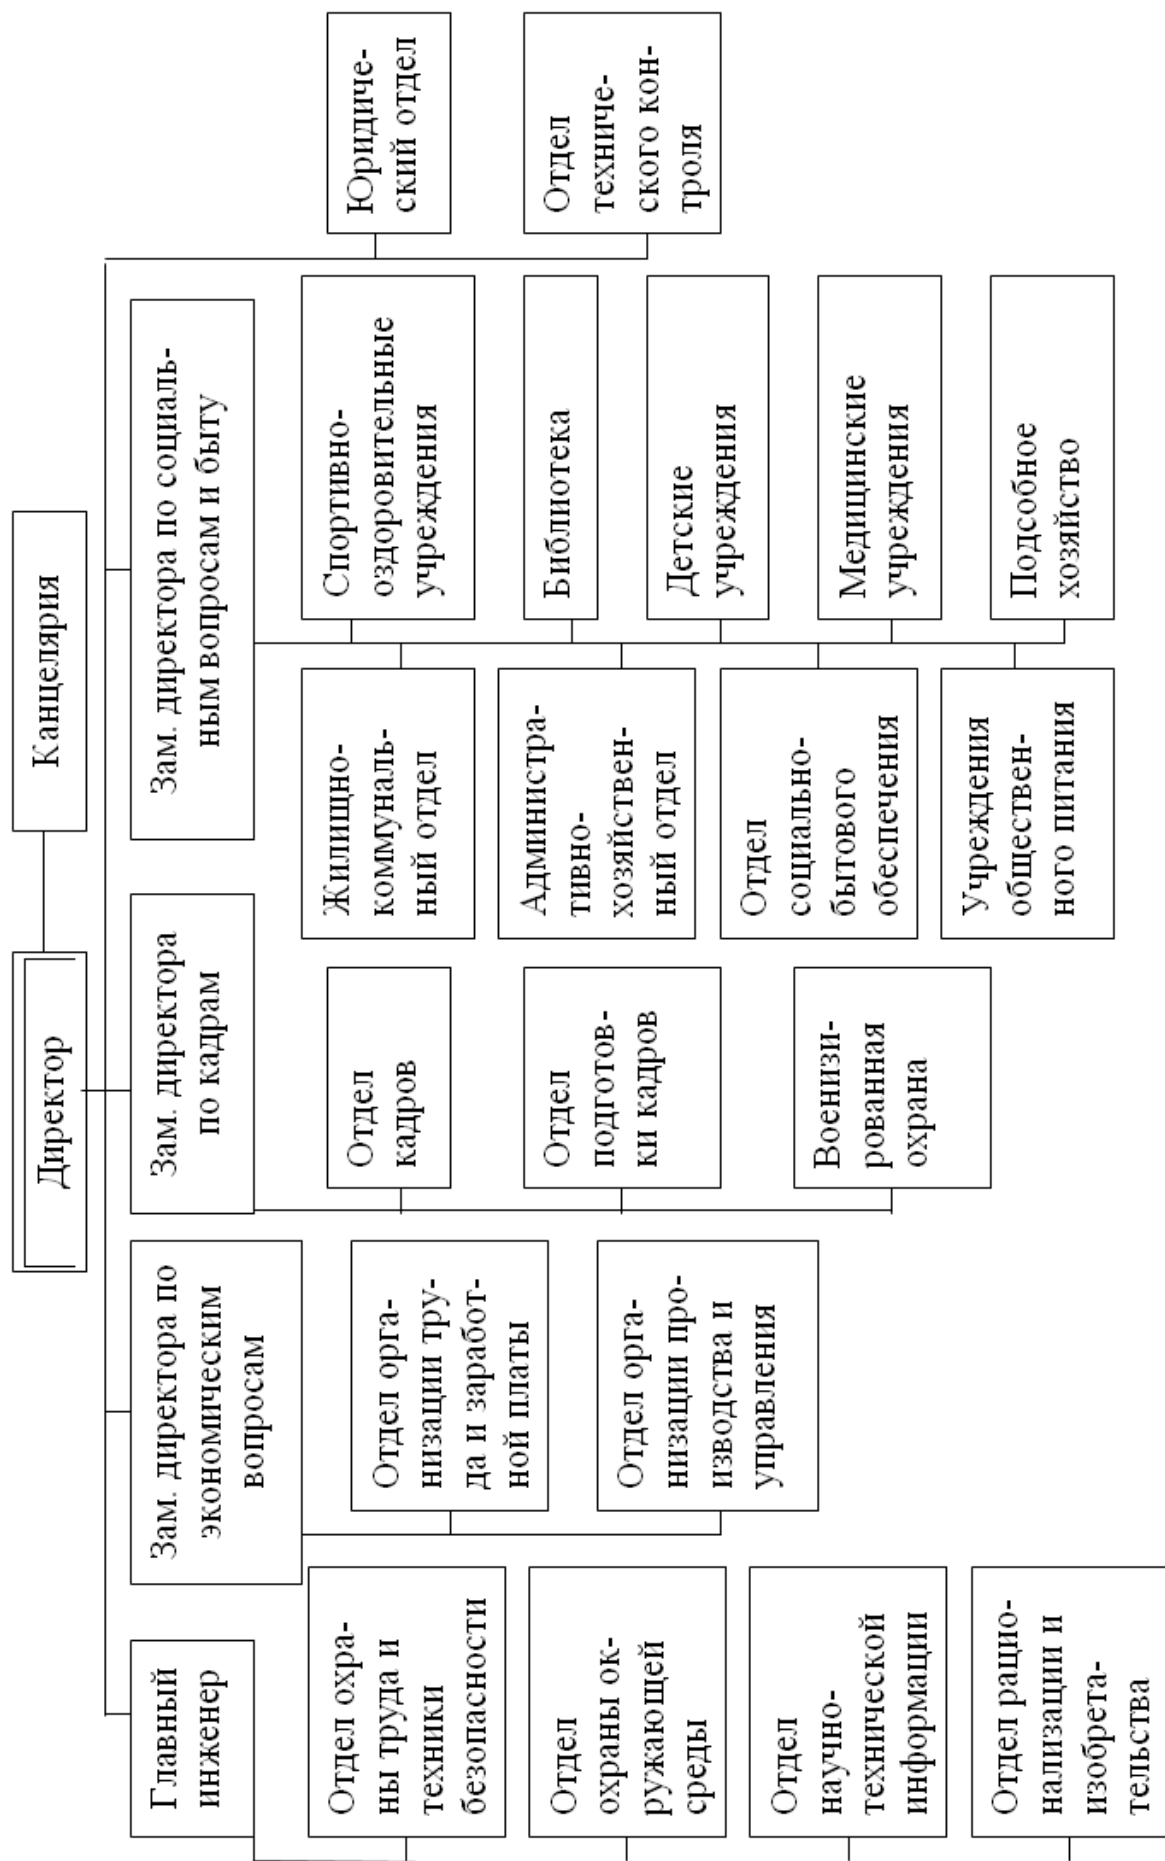 Директор
Канцелярия
Главный
инженер
Зам. директора по
экономическим
вопросам
Зам. директора
по кадрам
Зам. директора по социаль-
ным вопросам и быту
Отдел охра-
ны труда и
техники
безопасности
Отдел
охраны ок-
ружающей
среды
Отдел
научно-
технической
информации
Отдел рацио-
нализации и
изобрета-
тельства
Отдел орга-
низации тру-
да и заработ-
ной платы
Отдел орга-
низации про-
изводства и
управления
Отдел
кадров
Отдел
подготов-
ки кадров
Военизи-
рованная
охрана
Жилищно-
коммуналь-
ный отдел
Административно-
тивно-
хозяйствен-
ный отдел
Отдел
социально-
бытового
обеспечения
Учреждения
обществен-
ного питания
Спортивно-
оздоровительные
учреждения
Библиотека
Детские
учреждения
Медицинские
учреждения
Подсобное
хозяйство
Юридиче-
ский отдел
Отдел
техниче-
ского кон-
троля